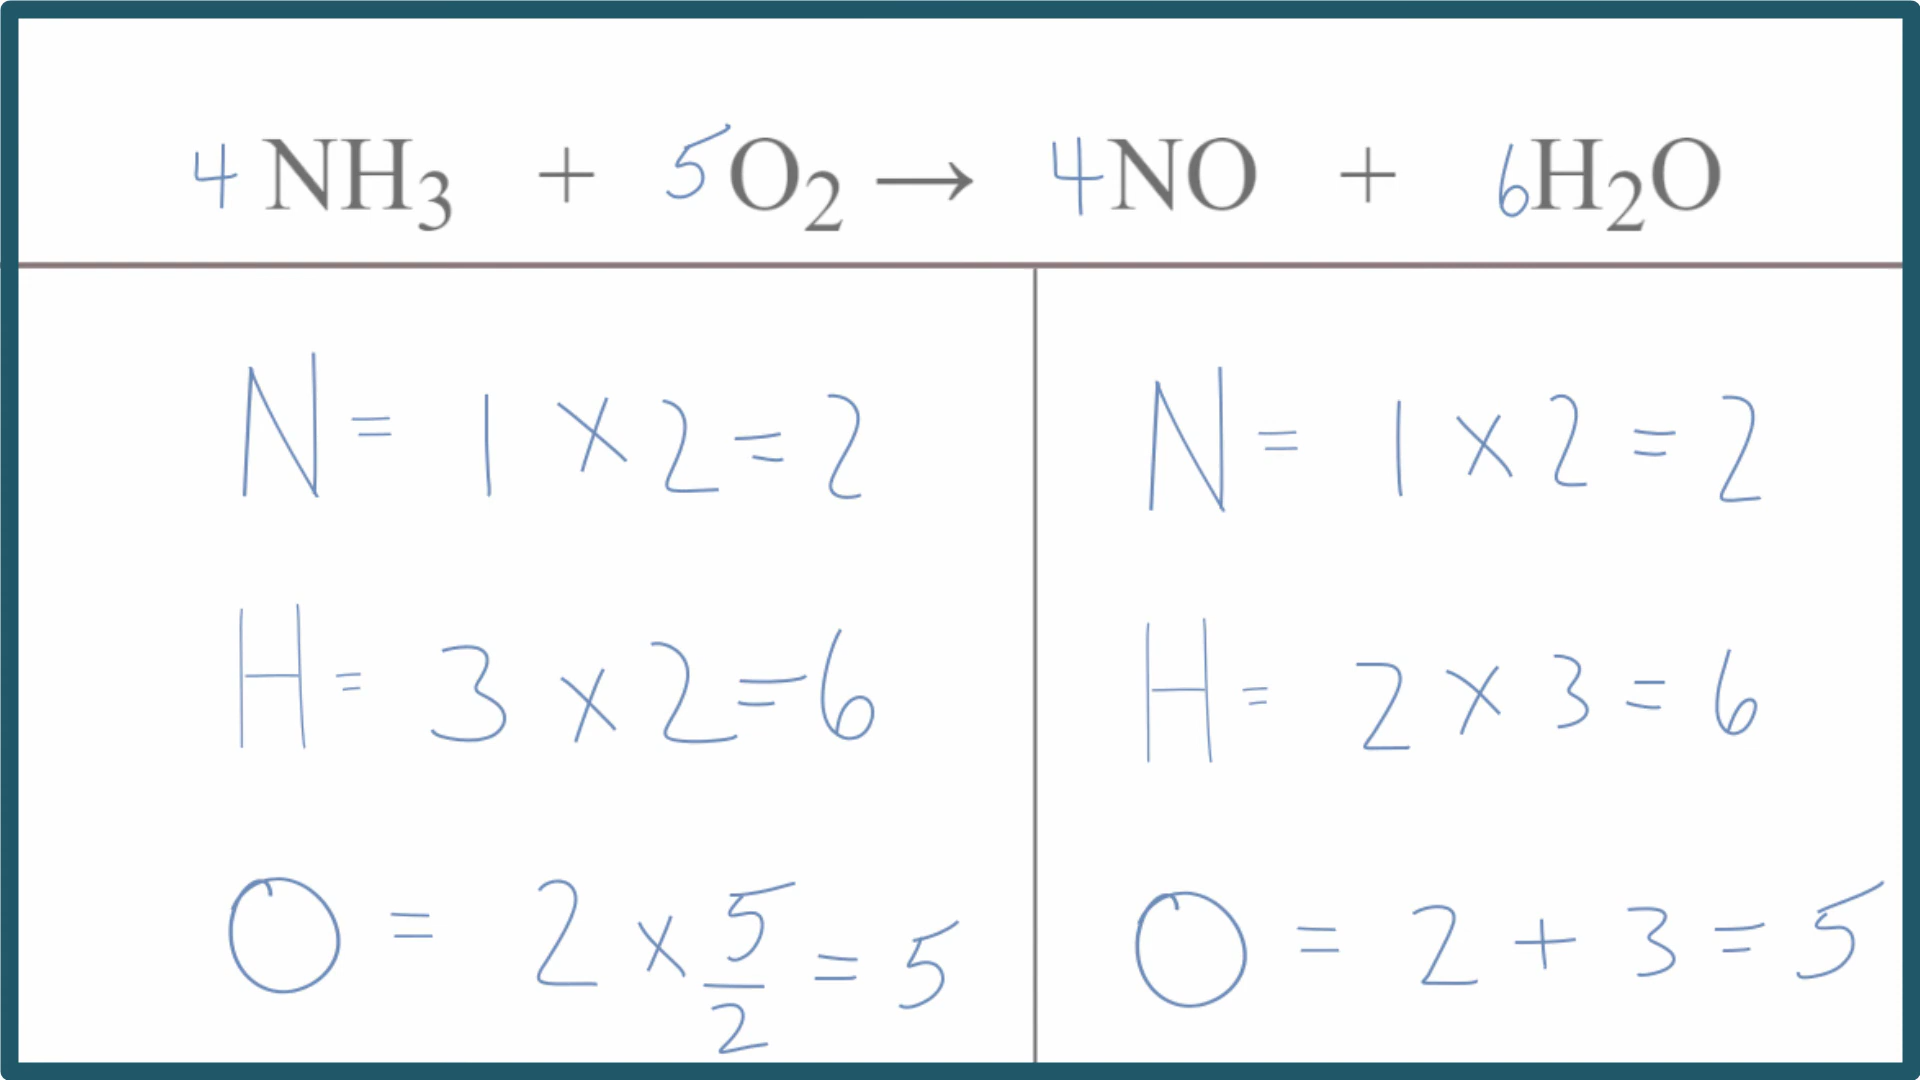 4 NH₃ + 5O₂ → 4NO + 6H₂O
N = 1 × 2 = 2
H = 3 × 2 = 6
O = 2 × 5/2 = 5
N = 1 × 2 = 2
H = 2 × 3 = 6
O = 2 + 3 = 5